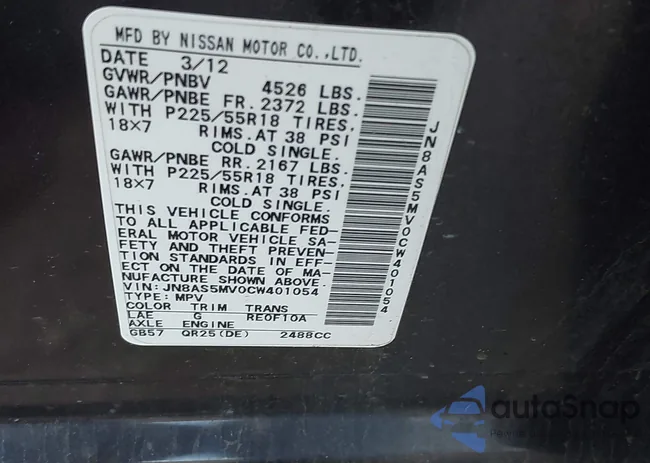 MFD BY NISSAN MOTOR CO.,LTD.
DATE 3/12
GVWR/PNBV 4526 LBS.
GAWR/PNBE FR. 2372 LBS.
WITH P225/55R18 TIRES,
18X7 RIMS.AT 38 PSI
COLD SINGLE.
GAWR/PNBE RR. 2167 LBS.
WITH P225/55R18 TIRES,
18X7 RIMS.AT 38 PSI
COLD SINGLE.
THIS VEHICLE CONFORMS
TO ALL APPLICABLE FED-
ERAL MOTOR VEHICLE SA-
FETY AND THEFT PREVEN-
TION STANDARDS IN EFF-
ECT ON THE DATE OF MA-
NUFACTURE SHOWN ABOVE.
VIN: JN8AS5MV0CW401054
TYPE: MPV
COLOR TRIM TRANS
LAE G RE0F10A
AXLE ENGINE
GB57 QR25(DE) 2488CC
JN8AS5MV0CW401054
autoSnap